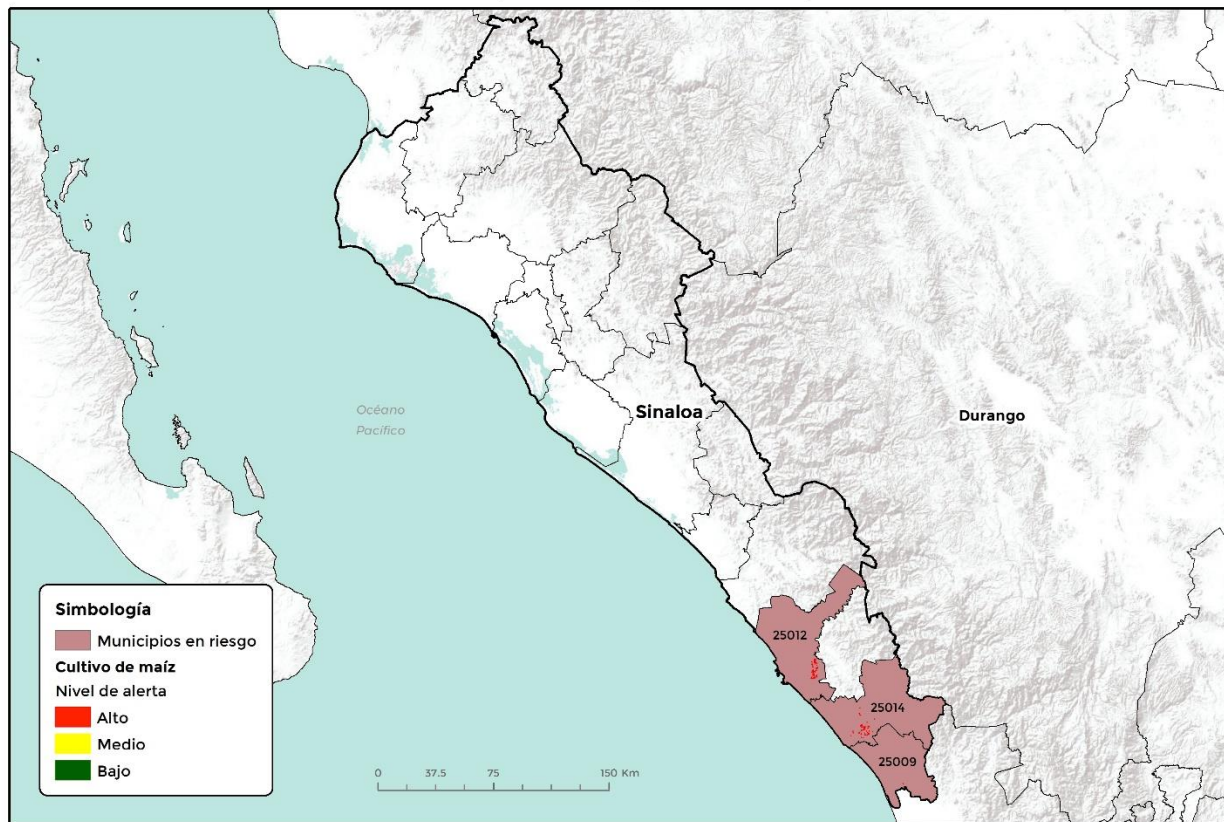 Océano
Pacífico
Sinaloa
Durango
25012
25014
25009
Simbología
Municipios en riesgo
Cultivo de maíz
Nivel de alerta
Alto
Medio
Bajo
0 37.5 75 150 Km